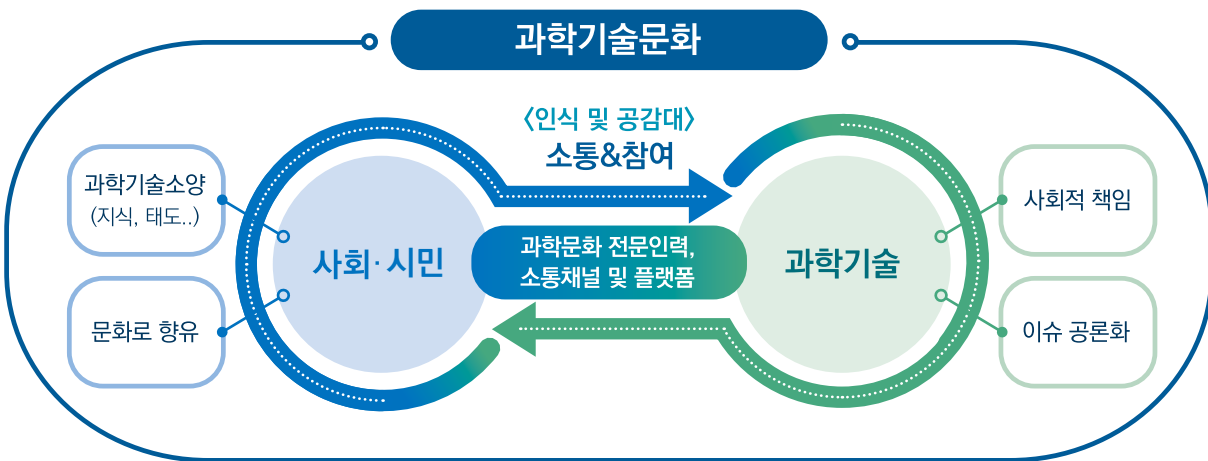 과학기술문화
〈인식 및 공감대〉
소통&참여
과학기술소양
(지식, 태도..)
문화로 향유
사회·시민
과학문화 전문인력,
소통채널 및 플랫폼
과학기술
사회적 책임
이슈 공론화